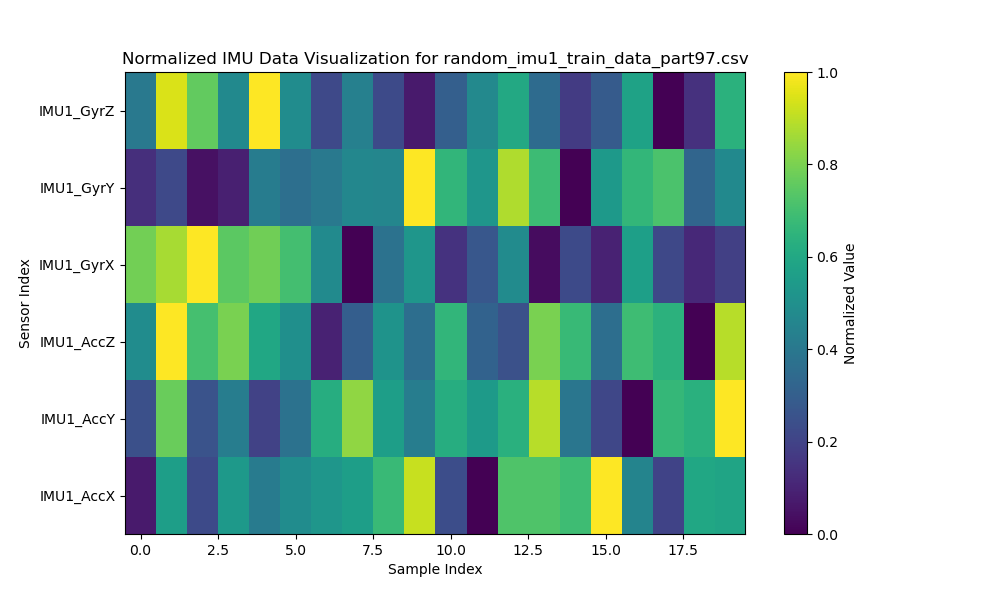 Normalized IMU Data Visualization for random_imu1_train_data_part97.csv
IMU1_GyrZ
IMU1_GyrY
IMU1_GyrX
IMU1_AccZ
IMU1_AccY
IMU1_AccX
Sensor Index
0.0 2.5 5.0 7.5 10.0 12.5 15.0 17.5
Sample Index
1.0
0.8
0.6
0.4
0.2
0.0
Normalized Value